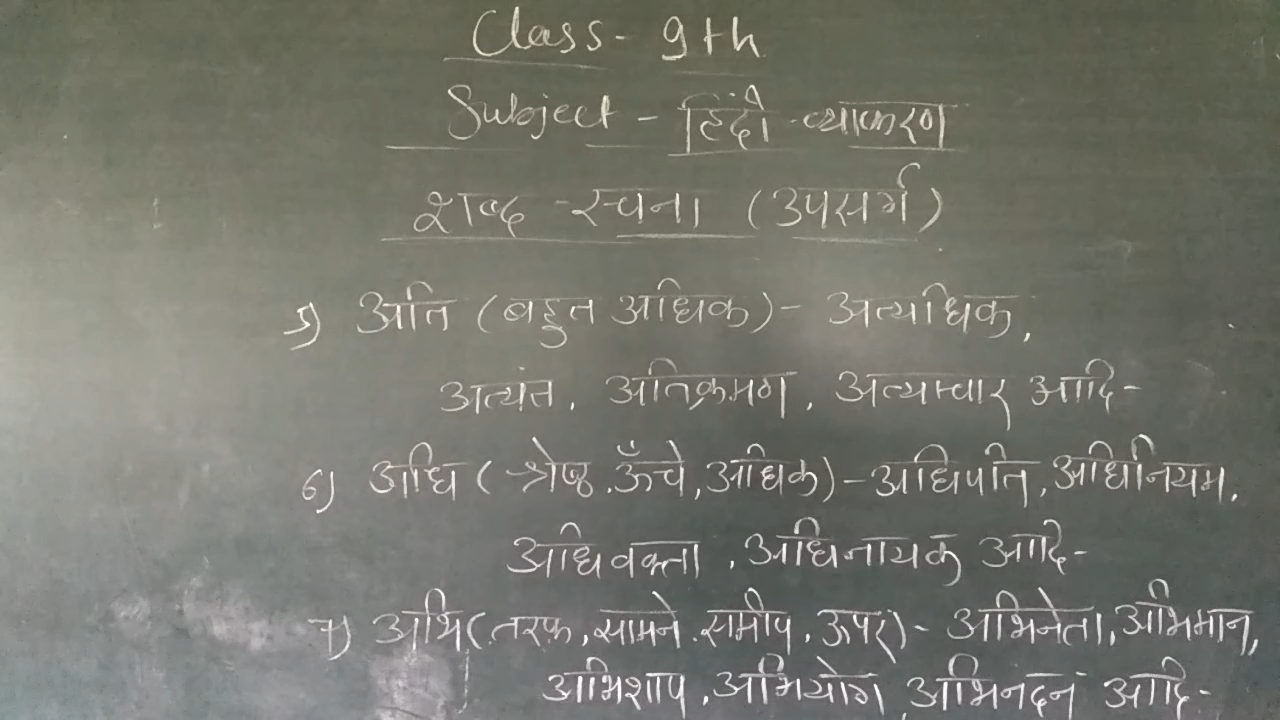 Class - 9th
Subject - हिंदी व्याकरण
शब्द - रचना (उपसर्ग)
5) अति (बहुत अधिक) - अत्यधिक,
अत्यंत, अतिक्रमण, अत्याचार आदि -
6) अधि (श्रेष्ठ, ऊँचे, अधिक) - अधिपति, अधिनियम,
अधिवक्ता, अधिनायक आदि -
7) अभि (तरफ, सामने, समीप, ऊपर) - अभिनेता, अभिमान,
अभिशाप, अभियोग, अभिनदनं आदि -